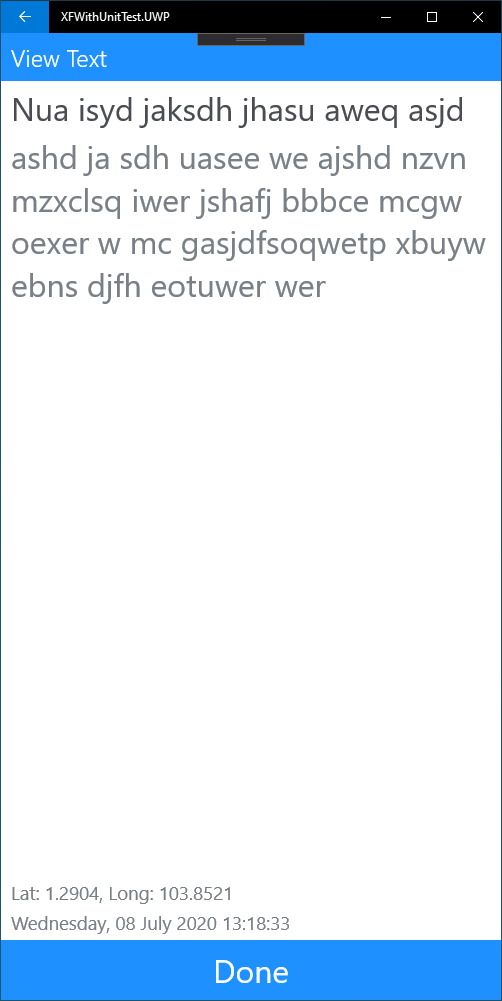 XFWithUnitTest.UWP
View Text
Nua isyd jaksdh jhasu aweq asjd
ashd ja sdh uasee we ajshd nzvn
mzxclsq iwer jshafj bbbce mcgw
oexer w mc gasjdfsoqwetp xbuyw
ebns djfh eotuwer wer
Lat: 1.2904, Long: 103.8521
Wednesday, 08 July 2020 13:18:33
Done